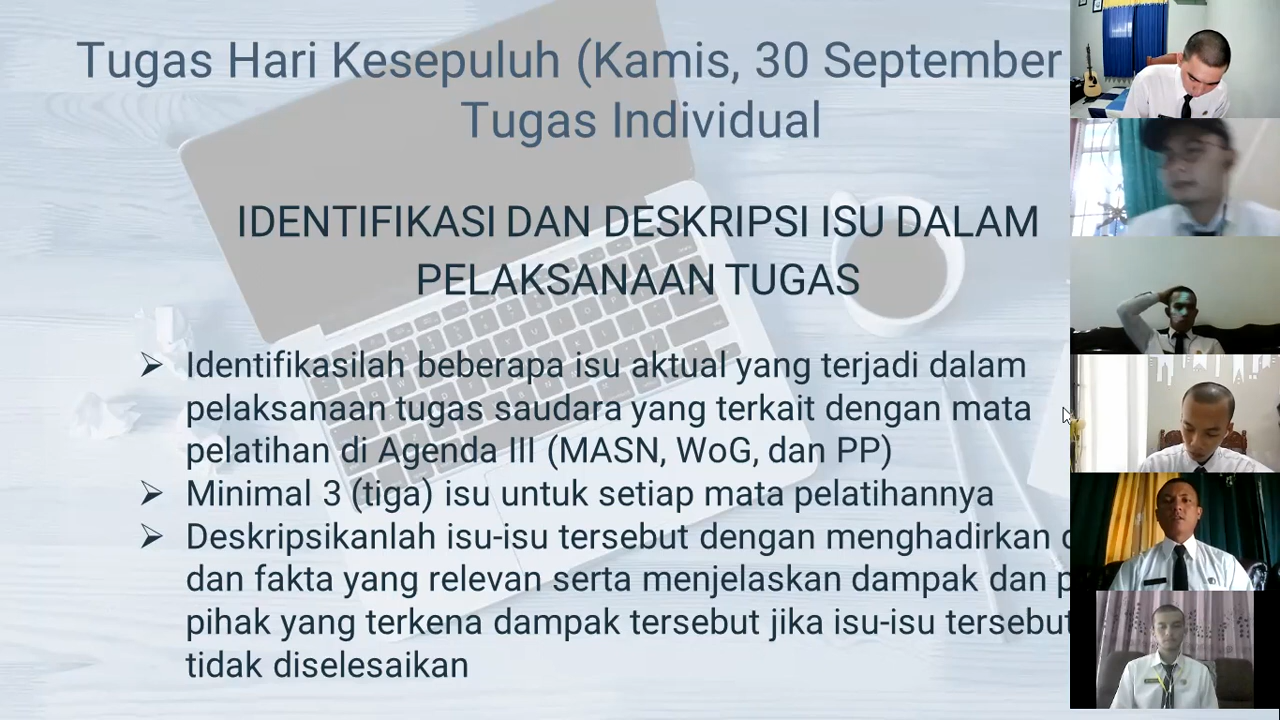 Tugas Hari Kesepuluh (Kamis, 30 September
Tugas Individual
IDENTIFIKASI DAN DESKRIPSI ISU DALAM
PELAKSANAAN TUGAS
➢ Identifikasilah beberapa isu aktual yang terjadi dalam
pelaksanaan tugas saudara yang terkait dengan mata
pelatihan di Agenda III (MASN, WoG, dan PP)
➢ Minimal 3 (tiga) isu untuk setiap mata pelatihannya
➢ Deskripsikanlah isu-isu tersebut dengan menghadirkan
dan fakta yang relevan serta menjelaskan dampak dan
pihak yang terkena dampak tersebut jika isu-isu tersebut
tidak diselesaikan